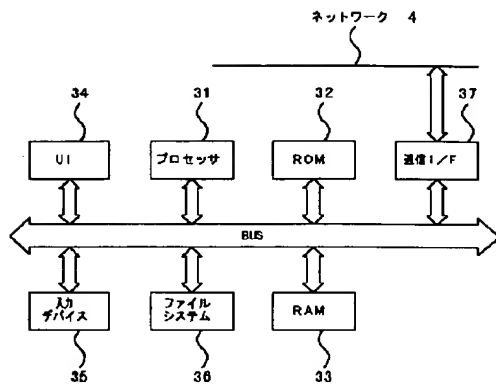 ネットワーク 4
34
31
32
37
UI
プロセッサ
ROM
通信I/F
BUS
入力
デバイス
ファイル
システム
RAM
35
36
33